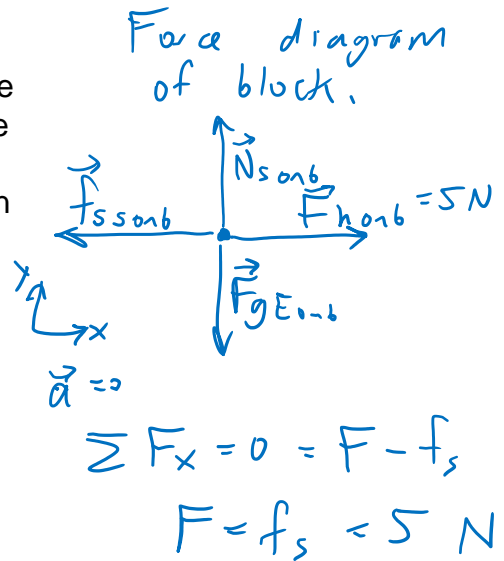 Force diagram
of block.
e
e
n
N⃗ s on b
f⃗ s s on b
F⃗ h on b = 5 N
F⃗ g E on b
y
x
a⃗ = 0
∑ Fx = 0 = F - fs
F = fs = 5 N